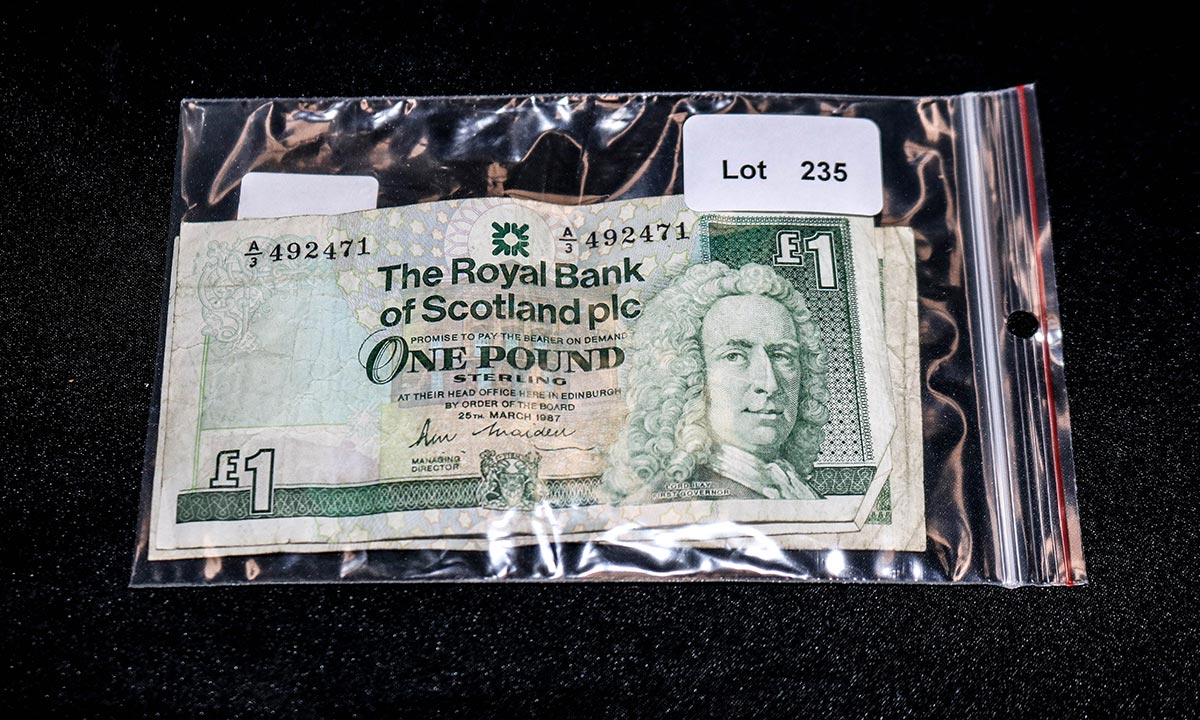 Lot 235
A/3 492471 A/3 492471
£1
The Royal Bank
of Scotland plc
PROMISE TO PAY THE BEARER ON DEMAND
ONE POUND
STERLING
AT THEIR HEAD OFFICE HERE IN EDINBURGH
BY ORDER OF THE BOARD
25TH. MARCH 1987
MANAGING
DIRECTOR
£1
LORD ILAY
FIRST GOVERNOR